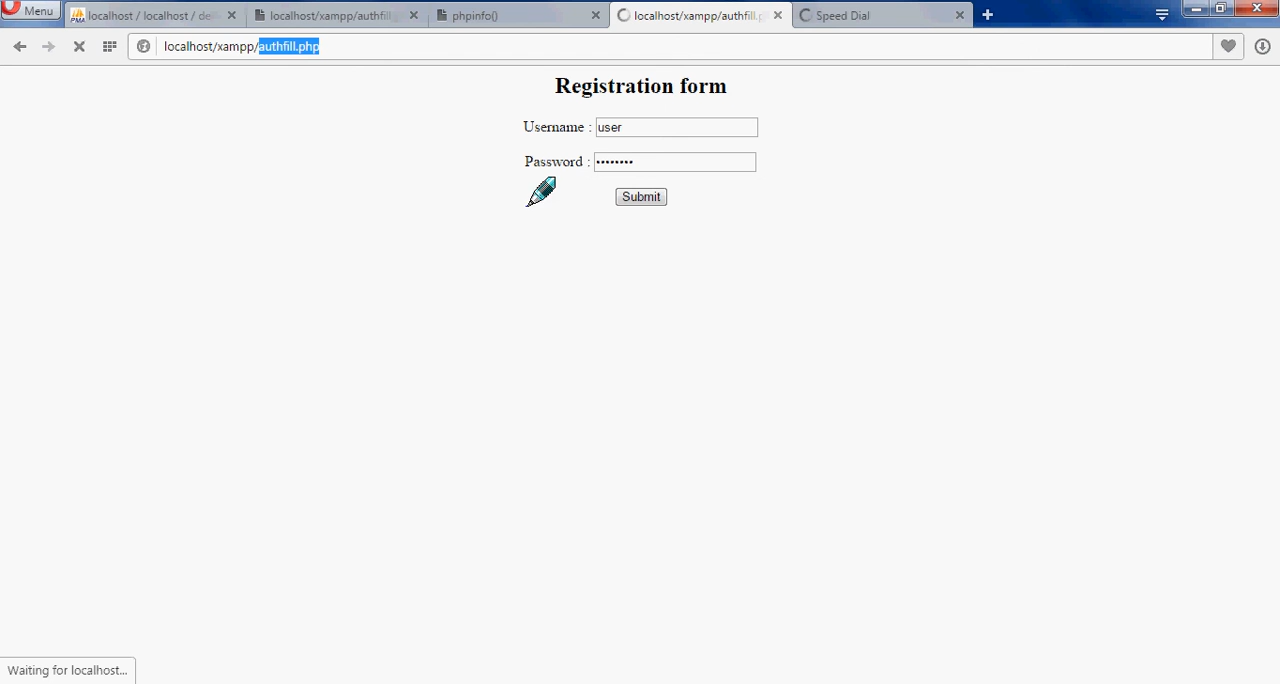 Menu
localhost / localhost / de
localhost/xampp/authfill
phpinfo()
localhost/xampp/authfill.p
Speed Dial
localhost/xampp/authfill.php
Registration form
Username : user
Password : ••••••••
Submit
Waiting for localhost...